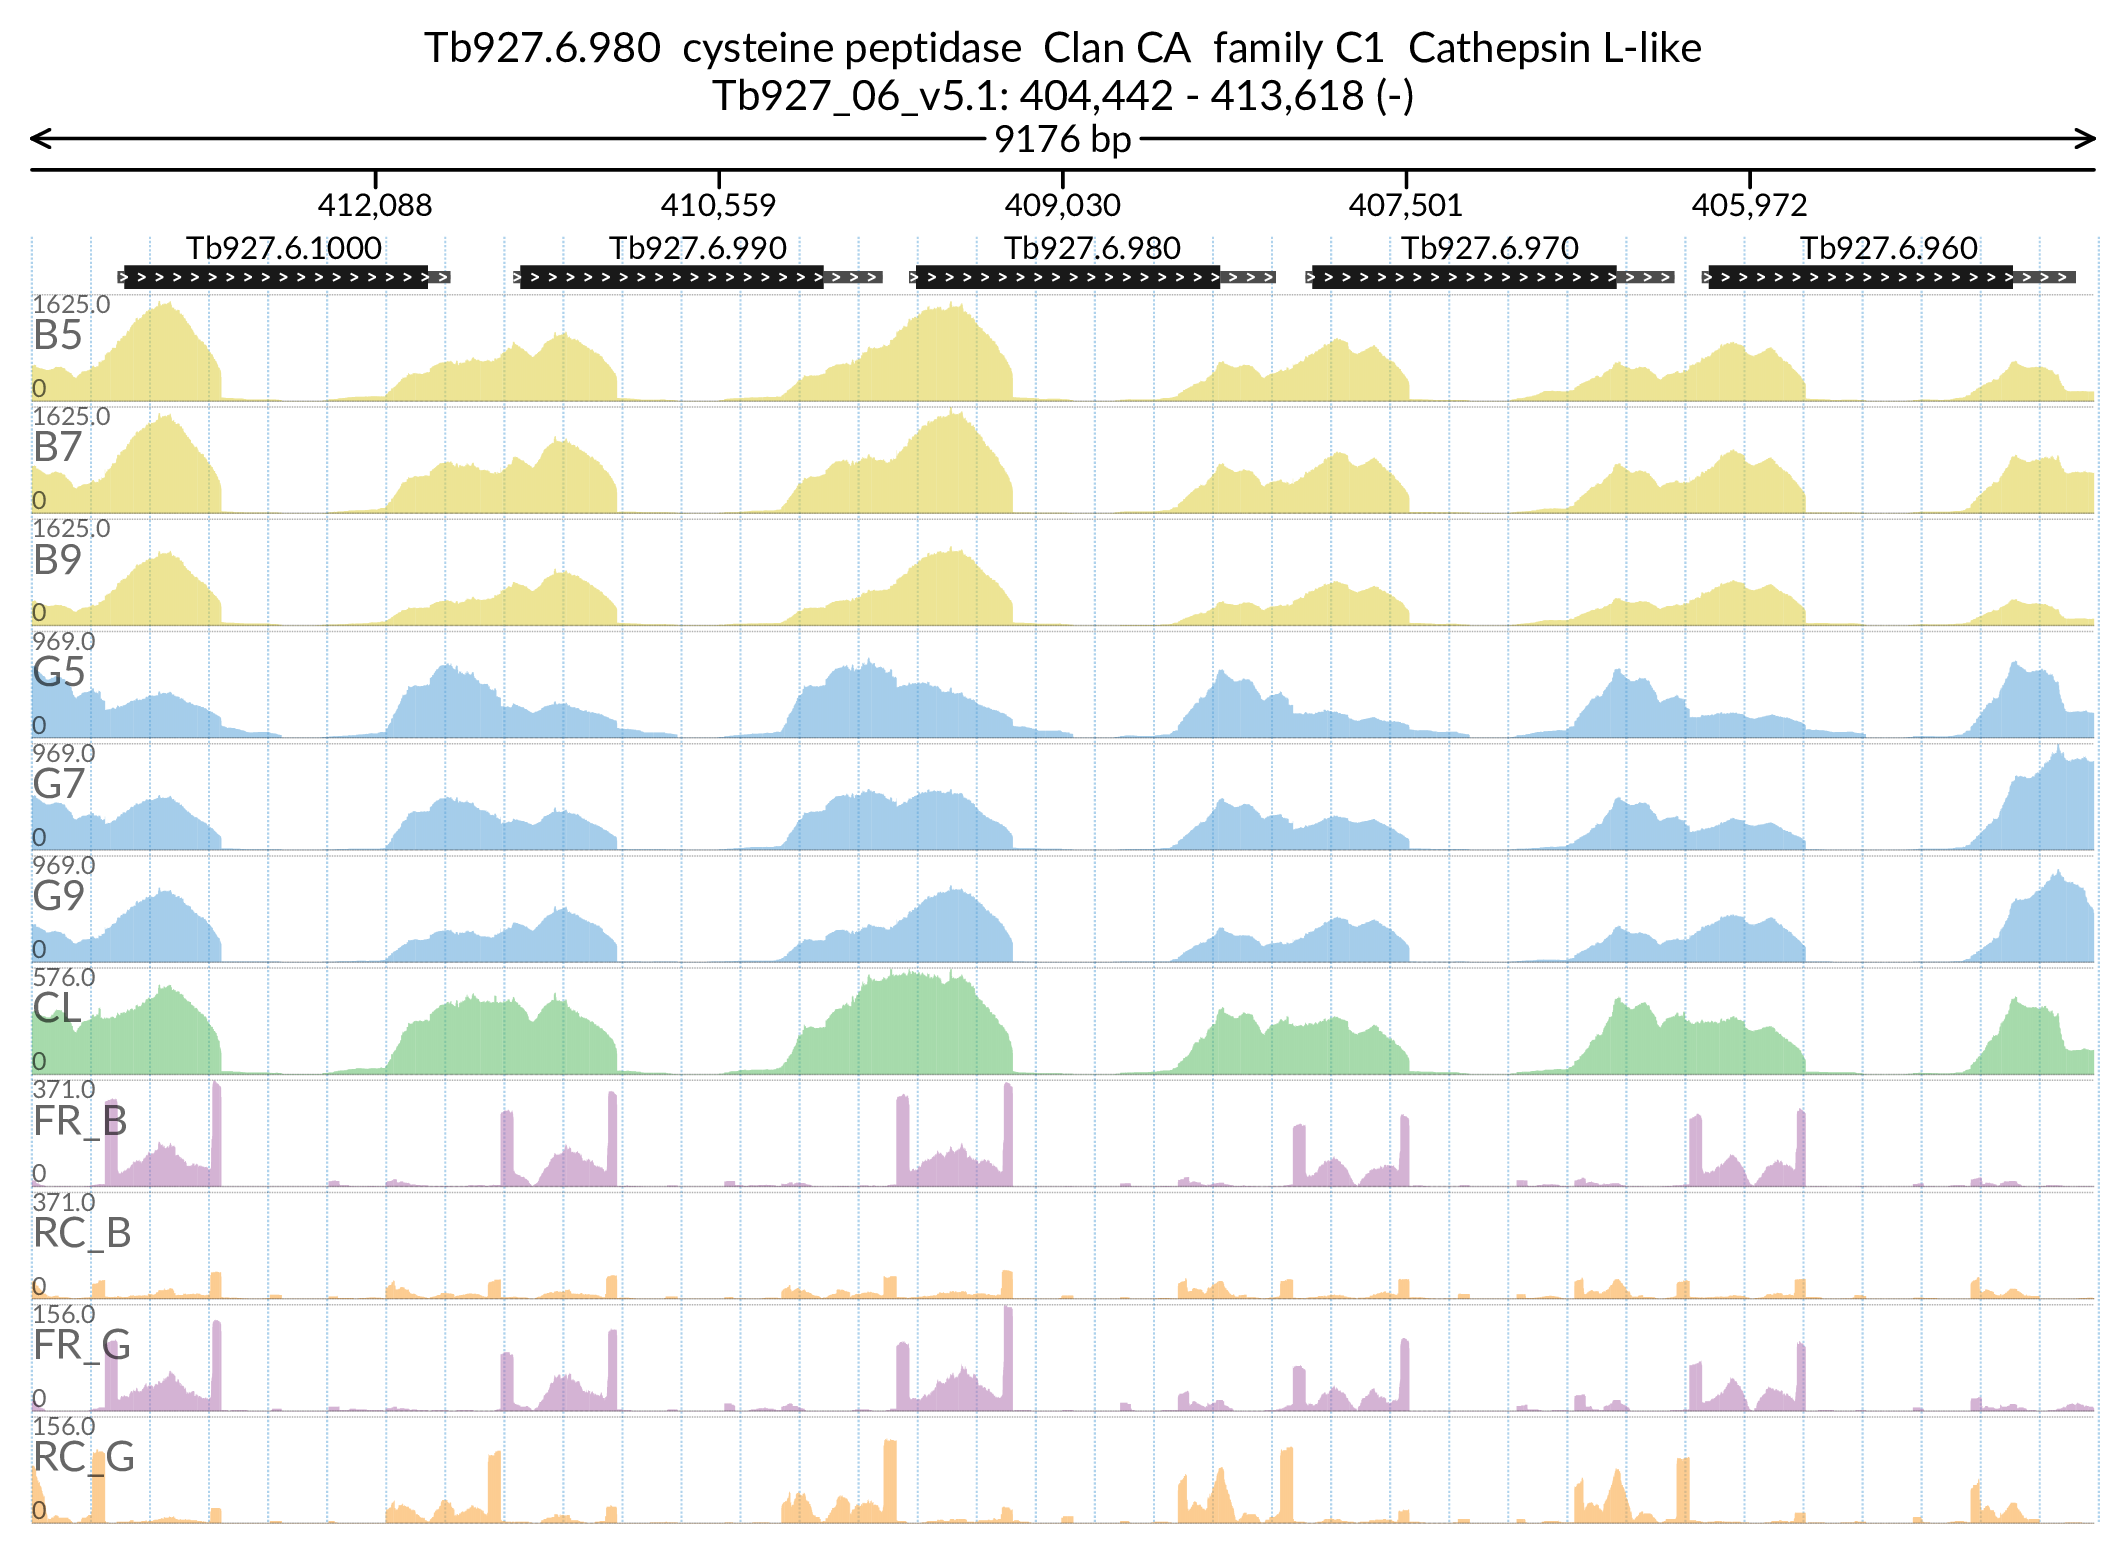 Tb927.6.980  cysteine peptidase  Clan CA  family C1  Cathepsin L-like
Tb927_06_v5.1: 404,442 - 413,618 (-)
9176 bp
412,088 410,559 409,030 407,501 405,972
Tb927.6.1000 Tb927.6.990 Tb927.6.980 Tb927.6.970 Tb927.6.960
1625.0
B5
0
1625.0
B7
0
1625.0
B9
0
969.0
G5
0
969.0
G7
0
969.0
G9
0
576.0
CL
0
371.0
FR_B
0
371.0
RC_B
0
156.0
FR_G
0
156.0
RC_G
0